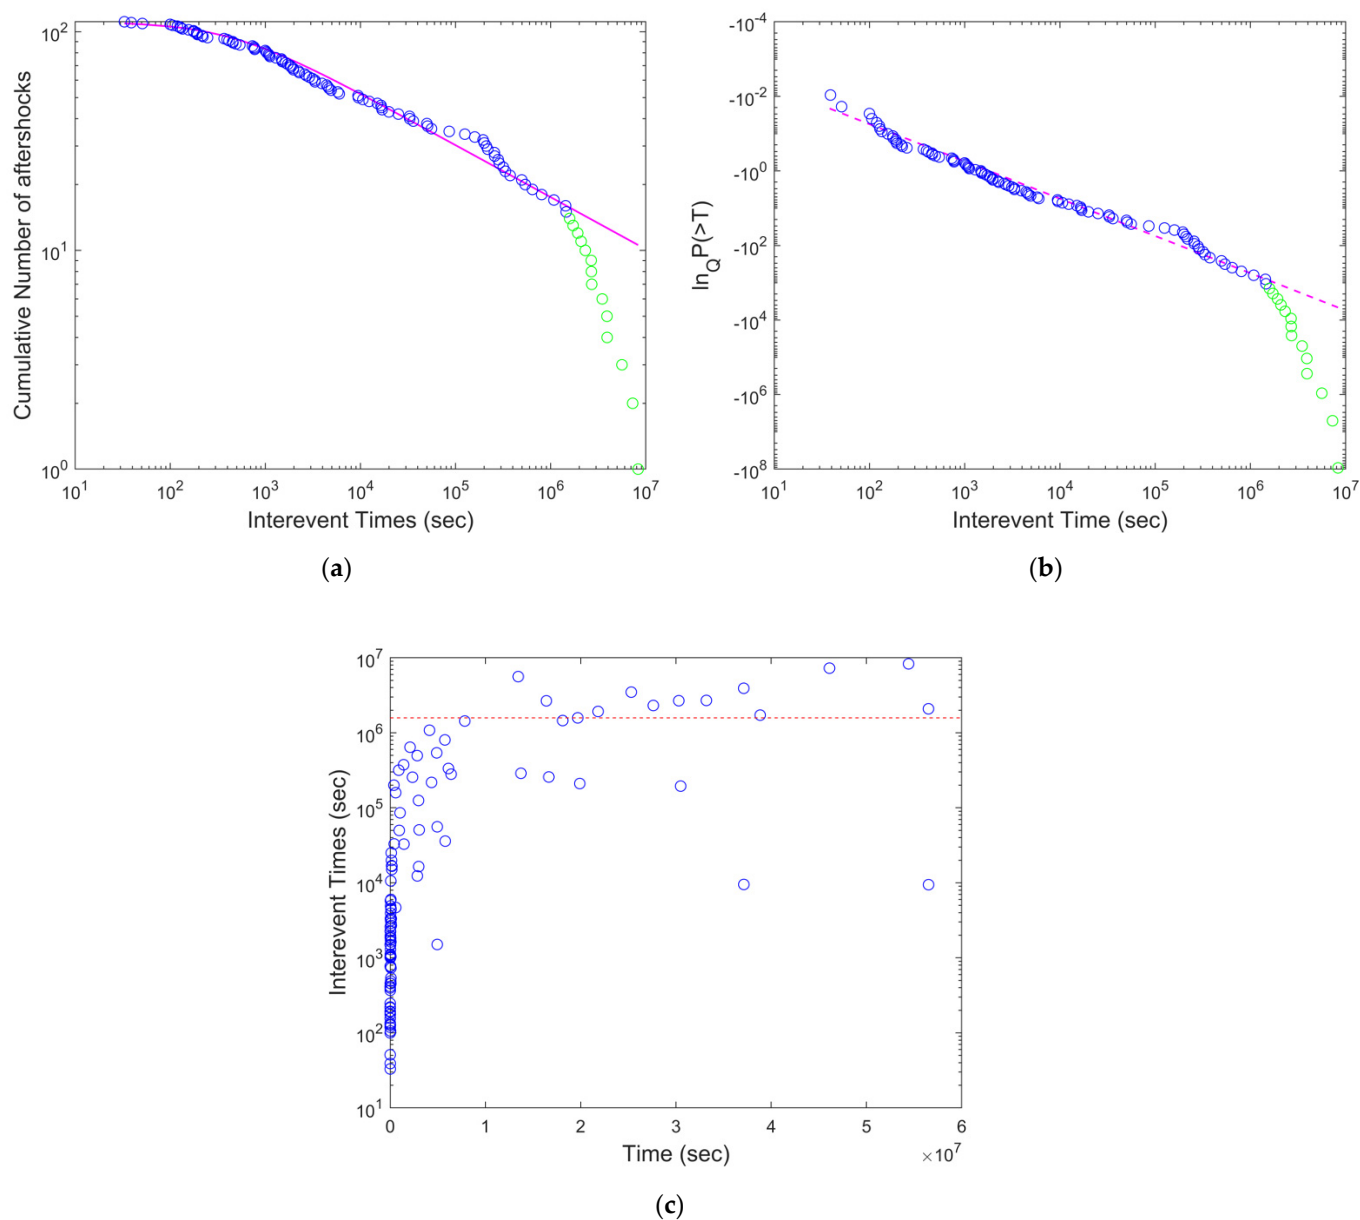 10²
10¹
10⁰
10¹ 10² 10³ 10⁴ 10⁵ 10⁶ 10⁷
Cumulative Number of aftershocks
Interevent Times (sec)
(a)
-10⁻⁴
-10⁻²
-10⁰
-10²
-10⁴
-10⁶
-10⁸
10¹ 10² 10³ 10⁴ 10⁵ 10⁶ 10⁷
ln_Q P(>T)
Interevent Time (sec)
(b)
10⁷
10⁶
10⁵
10⁴
10³
10²
10¹
0 1 2 3 4 5 6
×10⁷
Interevent Times (sec)
Time (sec)
(c)